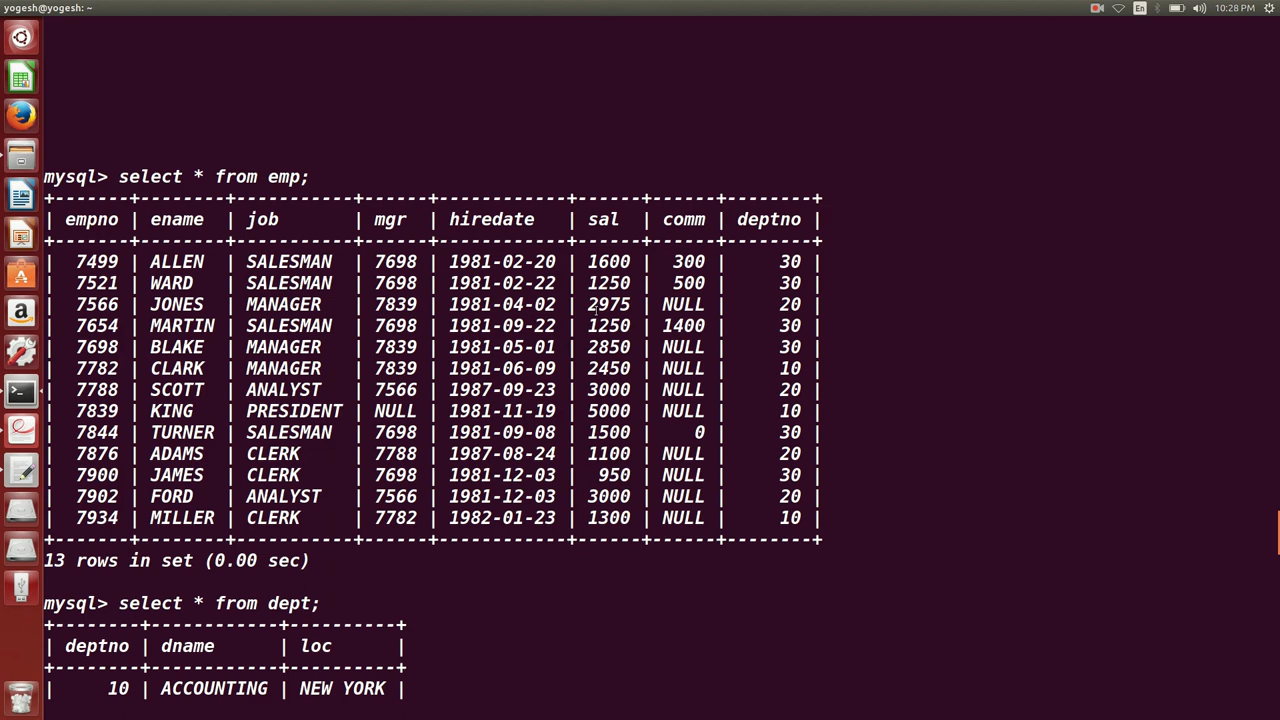 yogesh@yogesh: ~
En
10:28 PM
mysql> select * from emp;
+-------+--------+-----------+------+------------+------+------+--------+
| empno | ename  | job       | mgr  | hiredate   | sal  | comm | deptno |
+-------+--------+-----------+------+------------+------+------+--------+
|  7499 | ALLEN  | SALESMAN  | 7698 | 1981-02-20 | 1600 |  300 |     30 |
|  7521 | WARD   | SALESMAN  | 7698 | 1981-02-22 | 1250 |  500 |     30 |
|  7566 | JONES  | MANAGER   | 7839 | 1981-04-02 | 2975 | NULL |     20 |
|  7654 | MARTIN | SALESMAN  | 7698 | 1981-09-22 | 1250 | 1400 |     30 |
|  7698 | BLAKE  | MANAGER   | 7839 | 1981-05-01 | 2850 | NULL |     30 |
|  7782 | CLARK  | MANAGER   | 7839 | 1981-06-09 | 2450 | NULL |     10 |
|  7788 | SCOTT  | ANALYST   | 7566 | 1987-09-23 | 3000 | NULL |     20 |
|  7839 | KING   | PRESIDENT | NULL | 1981-11-19 | 5000 | NULL |     10 |
|  7844 | TURNER | SALESMAN  | 7698 | 1981-09-08 | 1500 |    0 |     30 |
|  7876 | ADAMS  | CLERK     | 7788 | 1987-08-24 | 1100 | NULL |     20 |
|  7900 | JAMES  | CLERK     | 7698 | 1981-12-03 |  950 | NULL |     30 |
|  7902 | FORD   | ANALYST   | 7566 | 1981-12-03 | 3000 | NULL |     20 |
|  7934 | MILLER | CLERK     | 7782 | 1982-01-23 | 1300 | NULL |     10 |
+-------+--------+-----------+------+------------+------+------+--------+
13 rows in set (0.00 sec)
mysql> select * from dept;
+--------+------------+----------+
| deptno | dname      | loc      |
+--------+------------+----------+
|     10 | ACCOUNTING | NEW YORK |